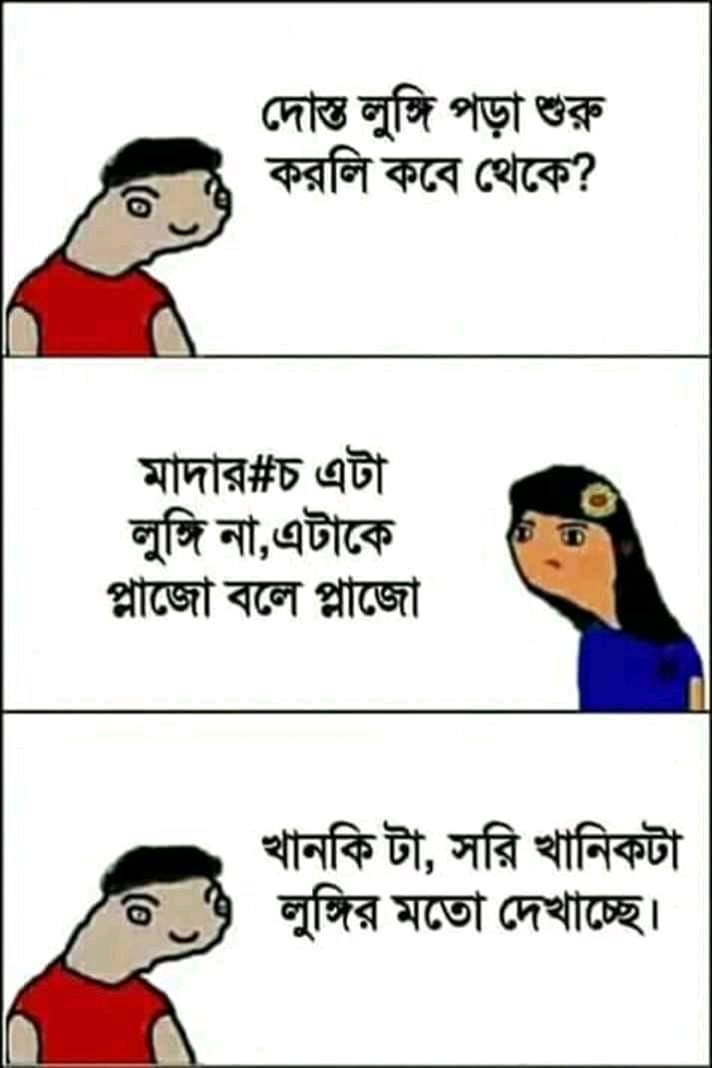 দোস্ত লুঙ্গি পড়া শুরু
করলি কবে থেকে?
মাদার#চ এটা
লুঙ্গি না,এটাকে
প্লাজো বলে প্লাজো
খানকি টা, সরি খানিকটা
লুঙ্গির মতো দেখাচ্ছে।